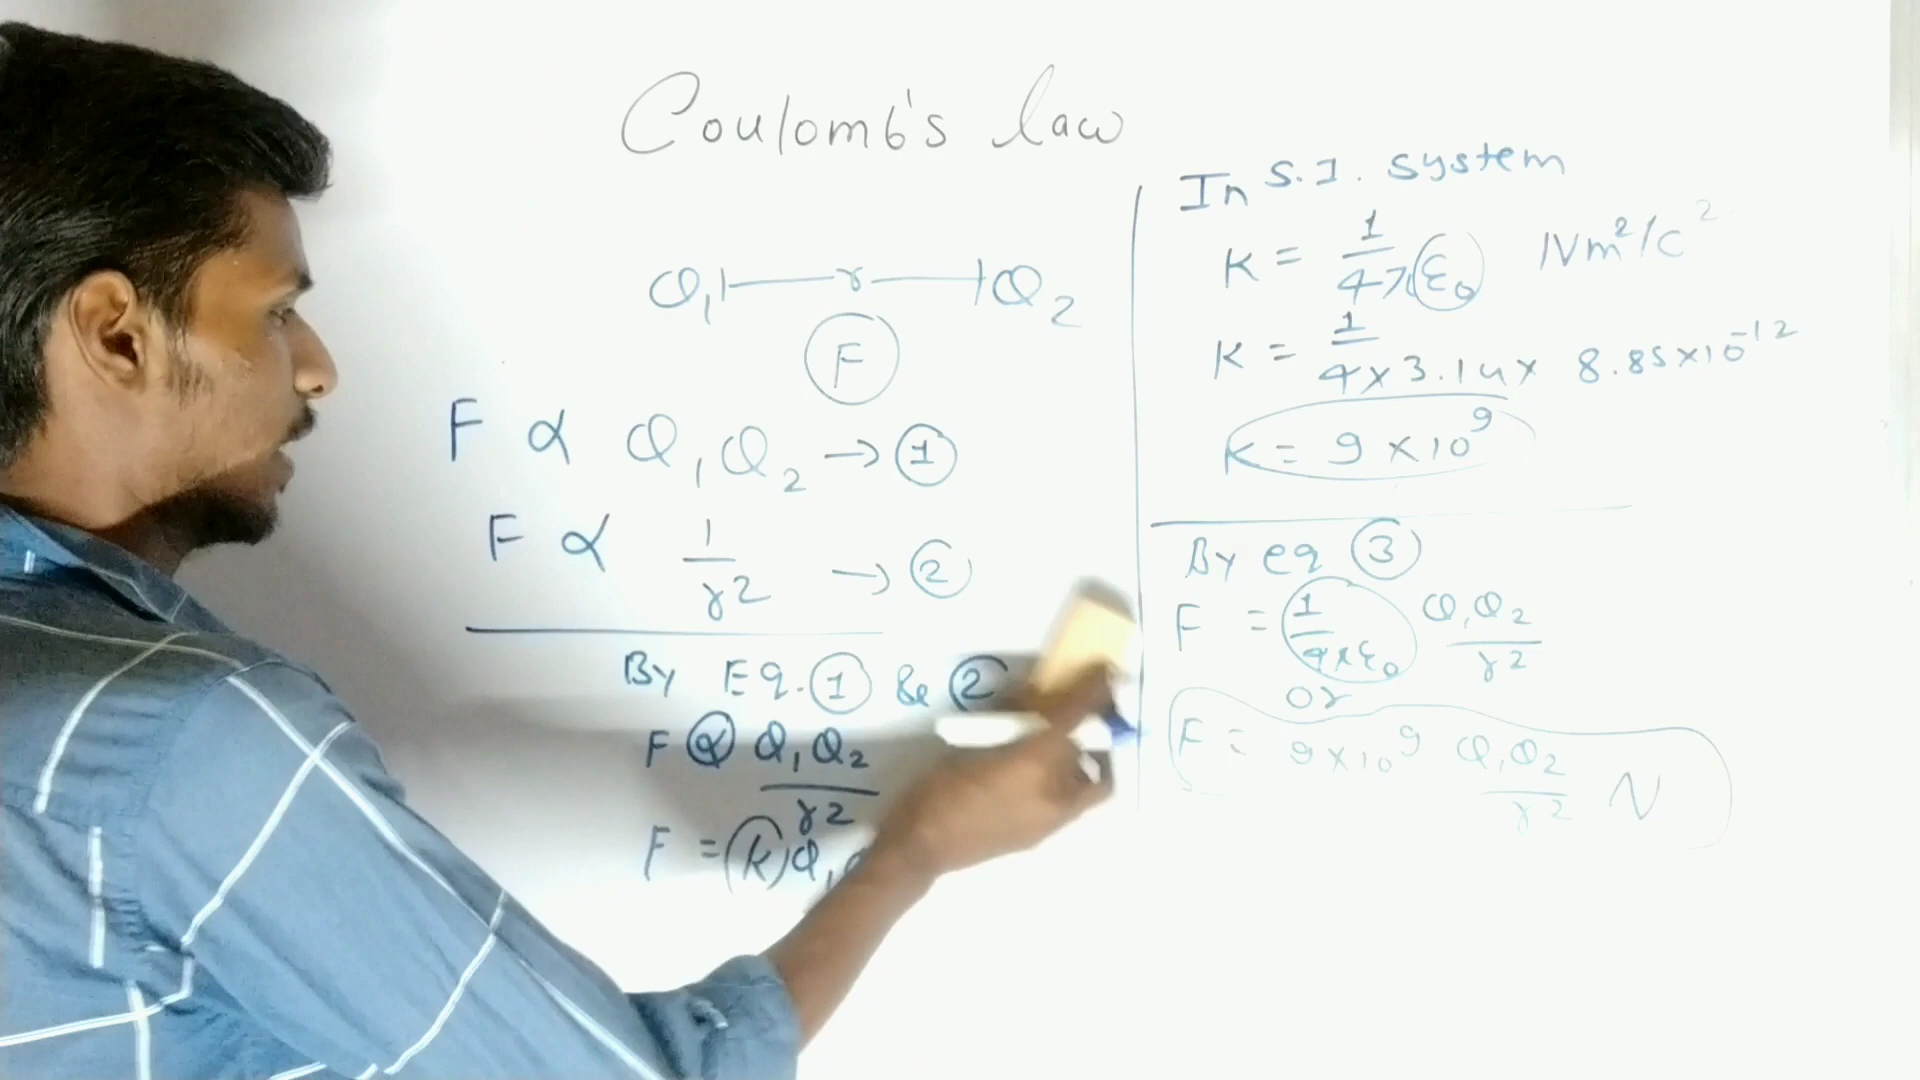 Coulomb's law
Q₁ |—— r ——| Q₂
F
F ∝ Q₁Q₂ → ①
F ∝ 1/r² → ②
By Eq. ① & ②
F ∝ Q₁Q₂/r²
F = k Q₁
In S.I. system
K = 1/4πε₀ Nm²/C²
K = 1/4×3.14× 8.85×10⁻¹²
K = 9×10⁹
By eq ③
F = 1/4πε₀ Q₁Q₂/r²
or
F = 9×10⁹ Q₁Q₂/r² N